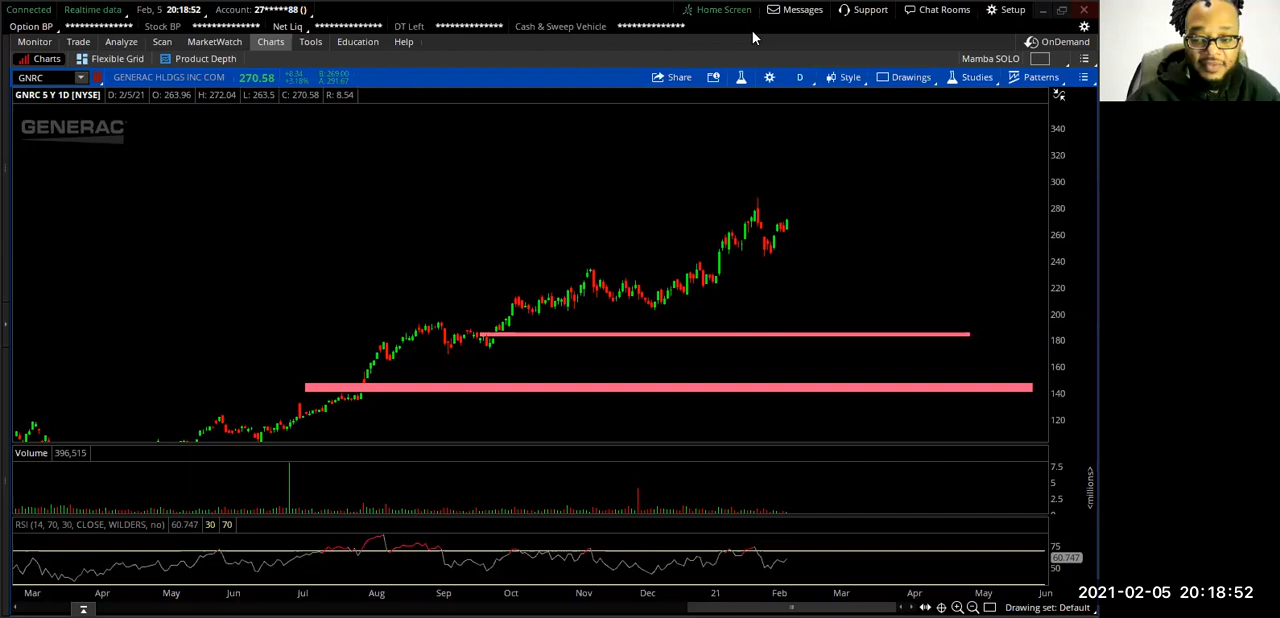 Connected Realtime data Feb, 5 20:18:52 Account: 27*****88 () Home Screen Messages Support Chat Rooms Setup
Option BP ************** Stock BP ************** Net Liq ************** DT Left ************** Cash & Sweep Vehicle **************
Monitor Trade Analyze Scan MarketWatch Charts Tools Education Help OnDemand
Charts Flexible Grid Product Depth Mamba SOLO
GNRC GENERAC HLDGS INC COM 270.58 +8.34 +3.18% B: 269.00 A: 291.67 Share D Style Drawings Studies Patterns
GNRC 5 Y 1D [NYSE] D: 2/5/21 O: 263.96 H: 272.04 L: 263.5 C: 270.58 R: 8.54
GENERAC
340
320
300
280
260
240
220
200
180
160
140
120
Volume 396,515
7.5
5
2.5
<millions>
RSI (14, 70, 30, CLOSE, WILDERS, no) 60.747 30 70
75
60.747
50
Mar Apr May Jun Jul Aug Sep Oct Nov Dec 21 Feb Mar Apr May Jun
2021-02-05 20:18:52
Drawing set: Default